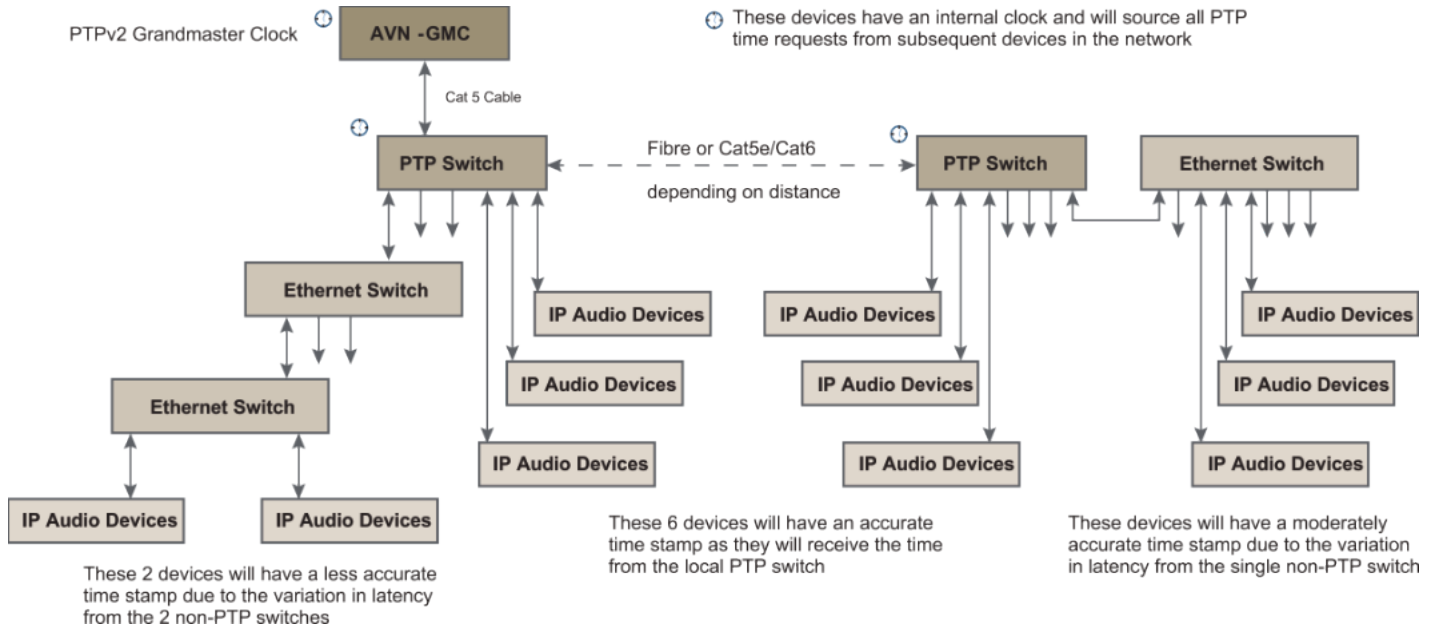 PTPv2 Grandmaster Clock
AVN -GMC
These devices have an internal clock and will source all PTP
time requests from subsequent devices in the network
Cat 5 Cable
PTP Switch
Fibre or Cat5e/Cat6
depending on distance
PTP Switch
Ethernet Switch
Ethernet Switch
IP Audio Devices
IP Audio Devices
IP Audio Devices
IP Audio Devices
IP Audio Devices
IP Audio Devices
Ethernet Switch
IP Audio Devices
IP Audio Devices
IP Audio Devices
IP Audio Devices
IP Audio Devices
These 2 devices will have a less accurate
time stamp due to the variation in latency
from the 2 non-PTP switches
These 6 devices will have an accurate
time stamp as they will receive the time
from the local PTP switch
These devices will have a moderately
accurate time stamp due to the variation
in latency from the single non-PTP switch